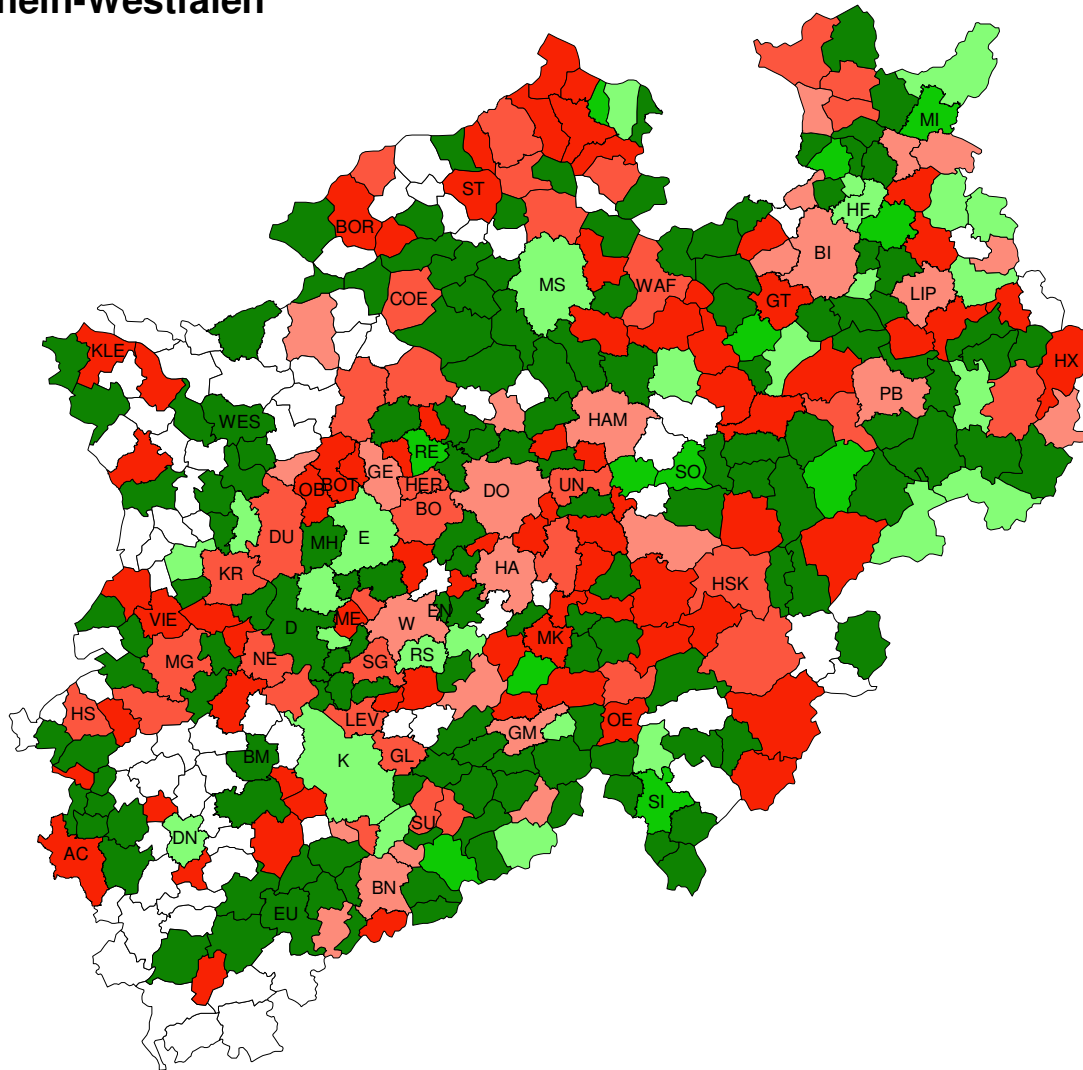 hein-Westfalen
MI
ST
HF
BOR
BI
MS
WAF
COE
LIP
GT
KLE
HX
PB
WES
HAM
RE
GE
SO
BOT
HER
UN
OB
DO
BO
DU
MH
E
HA
KR
HSK
EN
ME
VIE
W
D
MK
RS
NE
SG
MG
HS
LEV
OE
GM
BM
GL
K
SI
SU
DN
AC
BN
EU